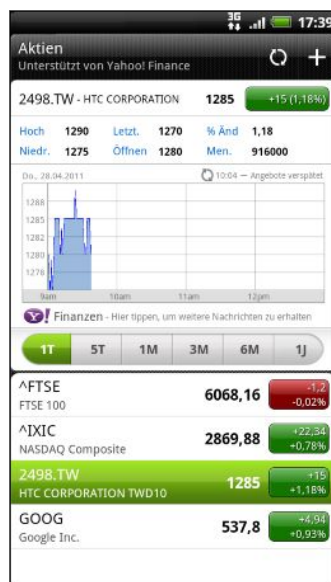 3G 17:39
Aktien
Unterstützt von Yahoo! Finance
2498.TW - HTC CORPORATION 1285 +15 (1,18%)
Hoch 1290 Letzt. 1270 % Änd 1,18
Niedr. 1275 Öffnen 1280 Men. 916000
Do., 28.04.2011 10:04 — Angebote verspätet
1288
1285
1282
1280
1278
9am 10am 11am 12pm
Y! Finanzen - Hier tippen, um weitere Nachrichten zu erhalten
1T 5T 1M 3M 6M 1J
^FTSE 6068,16 -1,2
FTSE 100 -0,02%
^IXIC 2869,88 +22,34
NASDAQ Composite +0,78%
2498.TW 1285 +15
HTC CORPORATION TWD10 +1,18%
GOOG 537,8 +4,94
Google Inc. +0,93%